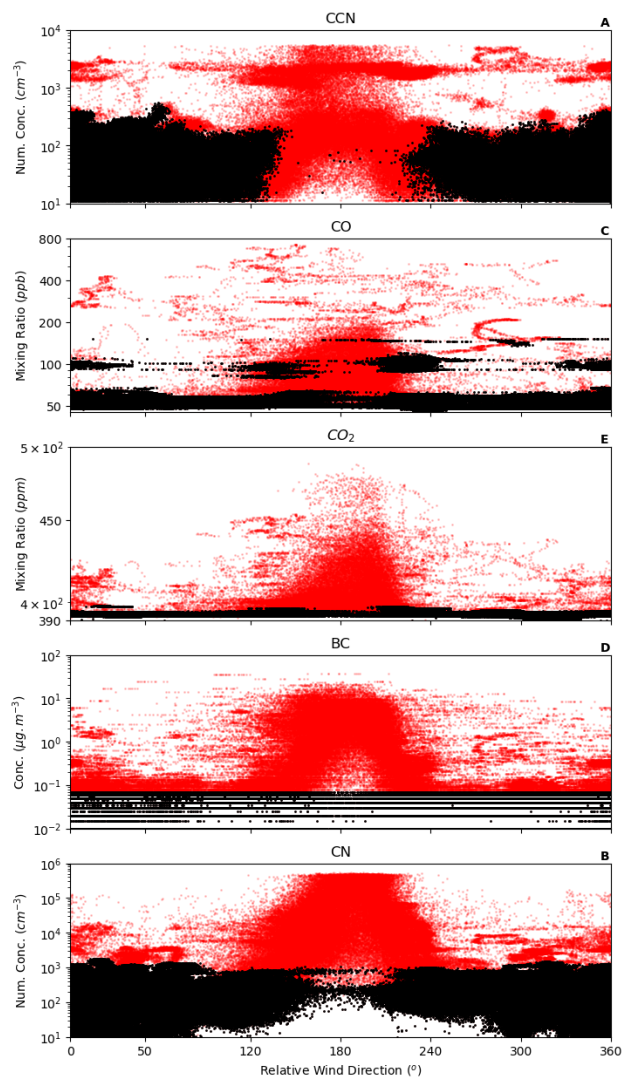 CCN
A
10^4
10^3
10^2
10^1
Num. Conc. (cm^{-3})
CO
C
800
400
200
100
50
Mixing Ratio (ppb)
CO_2
E
5 × 10^2
450
4 × 10^2
390
Mixing Ratio (ppm)
BC
D
10^2
10^1
10^0
10^{-1}
10^{-2}
Conc. (μg.m^{-3})
CN
B
10^6
10^5
10^4
10^3
10^2
10^1
Num. Conc. (cm^{-3})
0 50 120 180 240 300 360
Relative Wind Direction (^o)